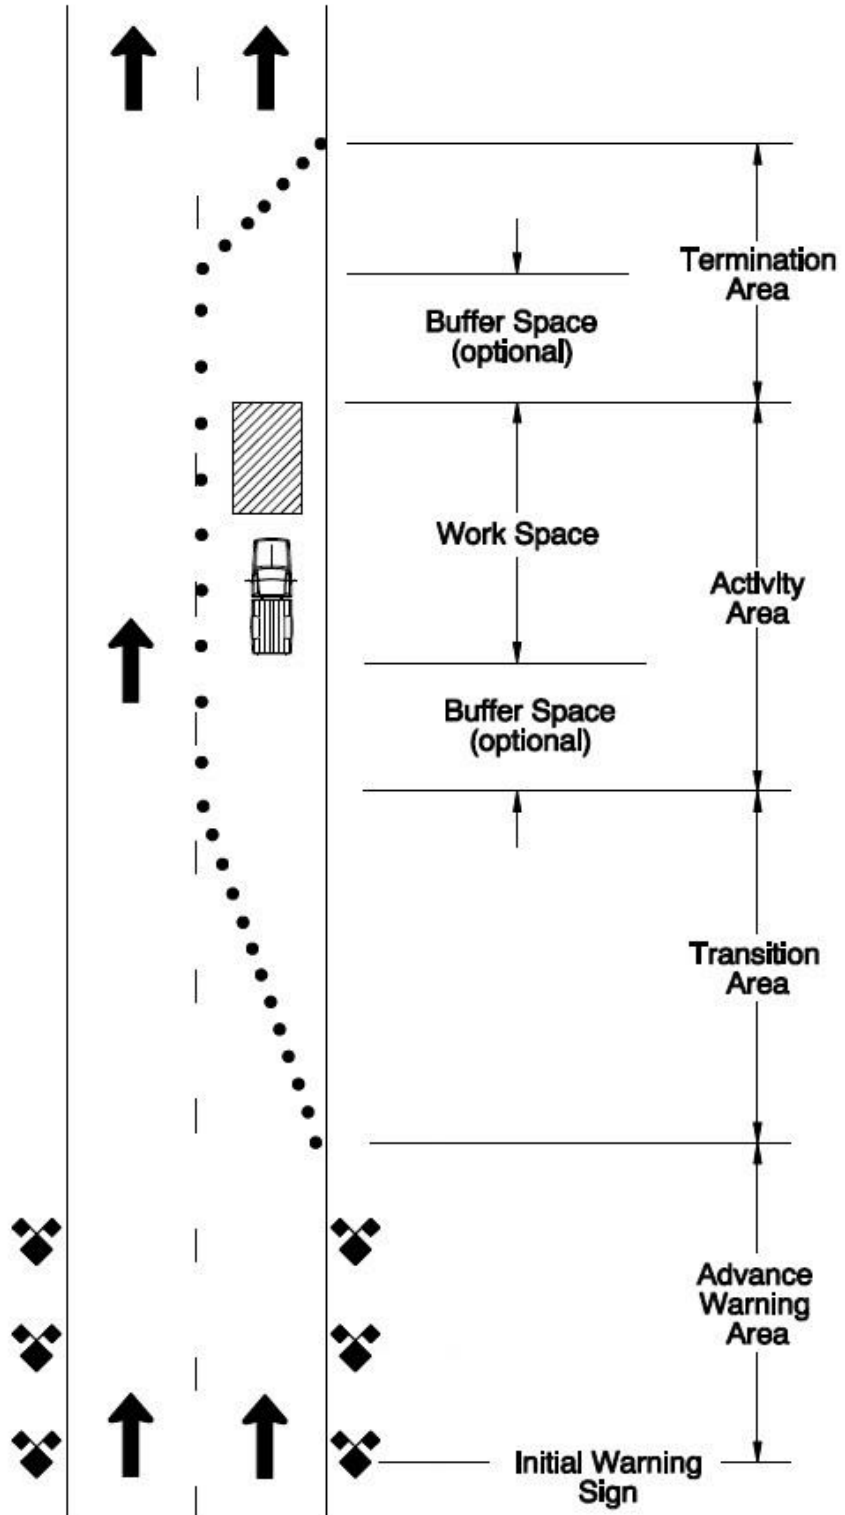 Termination
Area
Buffer Space
(optional)
Work Space
Activity
Area
Buffer Space
(optional)
Transition
Area
Advance
Warning
Area
Initial Warning
Sign